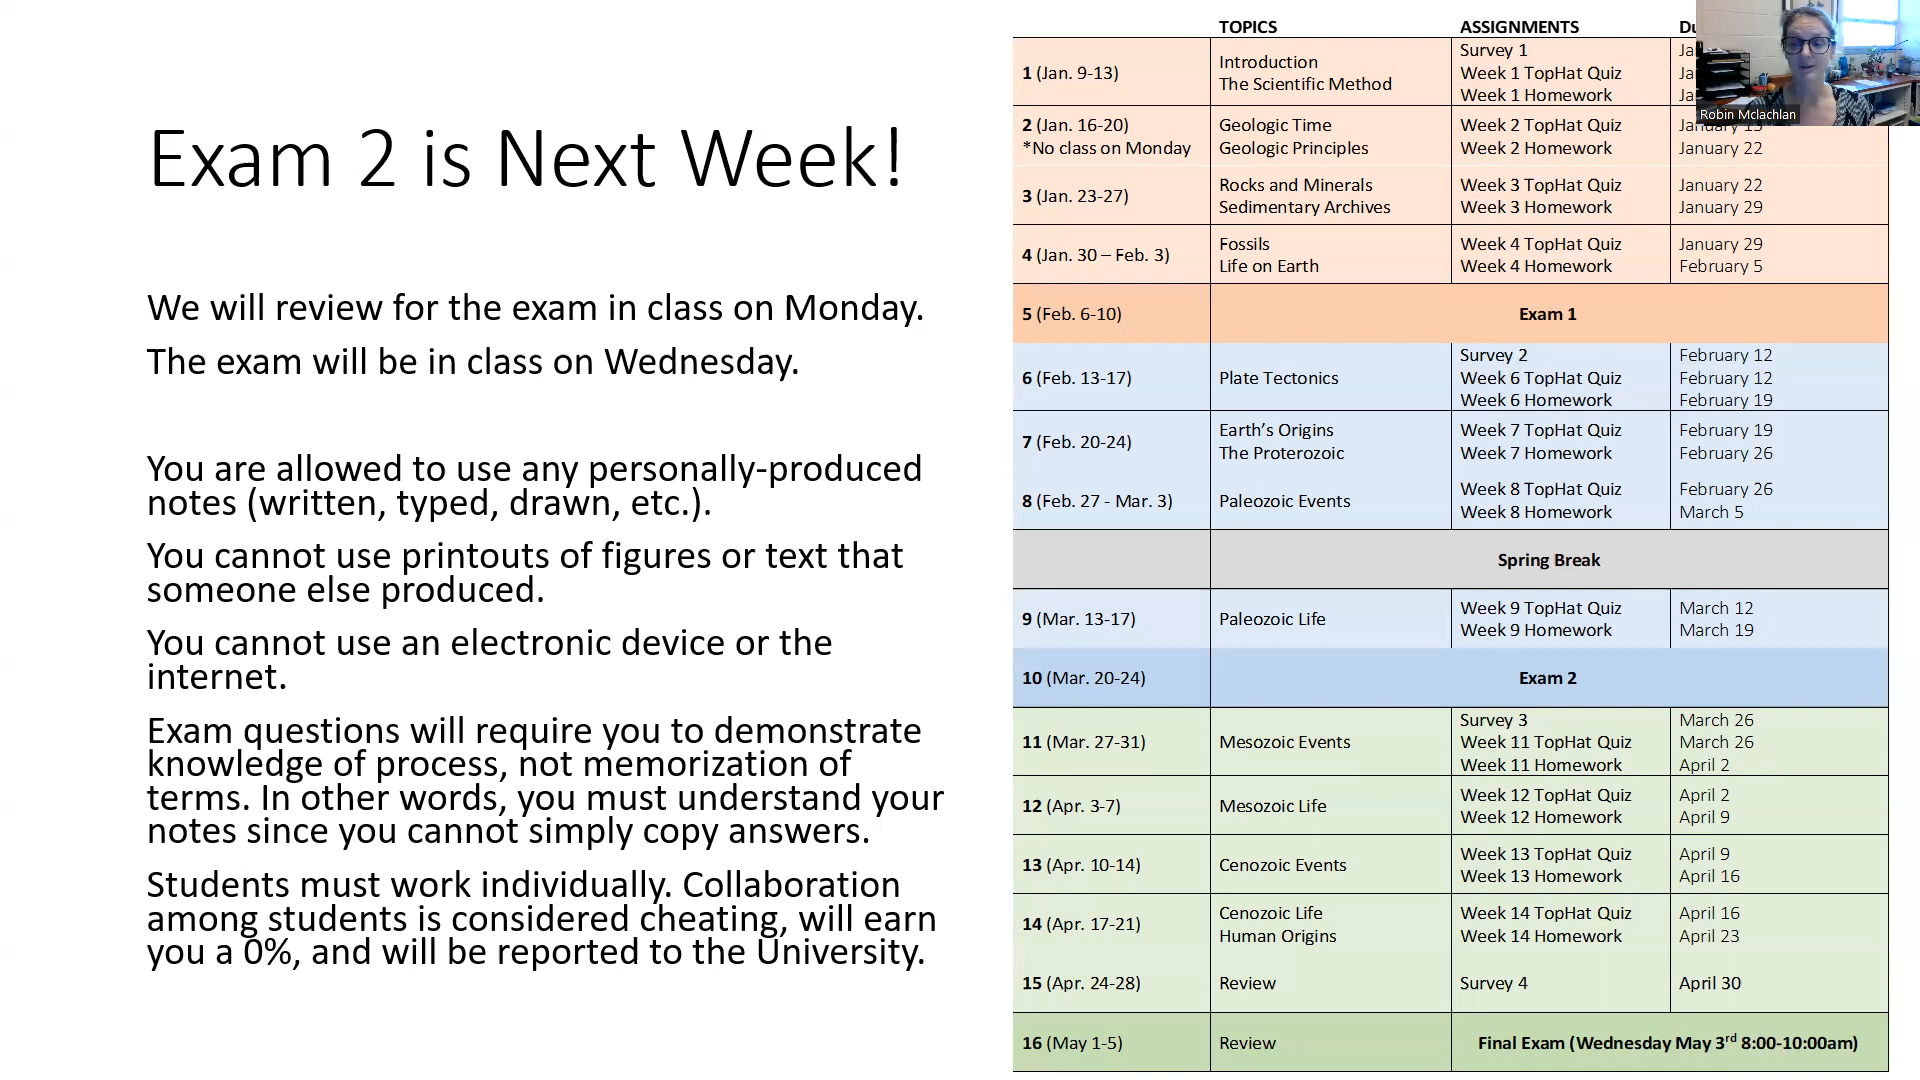 Exam 2 is Next Week!
We will review for the exam in class on Monday.
The exam will be in class on Wednesday.
You are allowed to use any personally-produced
notes (written, typed, drawn, etc.).
You cannot use printouts of figures or text that
someone else produced.
You cannot use an electronic device or the
internet.
Exam questions will require you to demonstrate
knowledge of process, not memorization of
terms. In other words, you must understand your
notes since you cannot simply copy answers.
Students must work individually. Collaboration
among students is considered cheating, will earn
you a 0%, and will be reported to the University.
TOPICS ASSIGNMENTS
1 (Jan. 9-13)
Introduction
The Scientific Method
Survey 1
Week 1 TopHat Quiz
Week 1 Homework
2 (Jan. 16-20)
*No class on Monday
Geologic Time
Geologic Principles
Week 2 TopHat Quiz
Week 2 Homework
January 15
January 22
3 (Jan. 23-27)
Rocks and Minerals
Sedimentary Archives
Week 3 TopHat Quiz
Week 3 Homework
January 22
January 29
4 (Jan. 30 – Feb. 3)
Fossils
Life on Earth
Week 4 TopHat Quiz
Week 4 Homework
January 29
February 5
5 (Feb. 6-10)
Exam 1
6 (Feb. 13-17)
Plate Tectonics
Survey 2
Week 6 TopHat Quiz
Week 6 Homework
February 12
February 12
February 19
7 (Feb. 20-24)
Earth’s Origins
The Proterozoic
Week 7 TopHat Quiz
Week 7 Homework
February 19
February 26
8 (Feb. 27 - Mar. 3)
Paleozoic Events
Week 8 TopHat Quiz
Week 8 Homework
February 26
March 5
Spring Break
9 (Mar. 13-17)
Paleozoic Life
Week 9 TopHat Quiz
Week 9 Homework
March 12
March 19
10 (Mar. 20-24)
Exam 2
11 (Mar. 27-31)
Mesozoic Events
Survey 3
Week 11 TopHat Quiz
Week 11 Homework
March 26
March 26
April 2
12 (Apr. 3-7)
Mesozoic Life
Week 12 TopHat Quiz
Week 12 Homework
April 2
April 9
13 (Apr. 10-14)
Cenozoic Events
Week 13 TopHat Quiz
Week 13 Homework
April 9
April 16
14 (Apr. 17-21)
Cenozoic Life
Human Origins
Week 14 TopHat Quiz
Week 14 Homework
April 16
April 23
15 (Apr. 24-28)
Review
Survey 4
April 30
16 (May 1-5)
Review
Final Exam (Wednesday May 3rd 8:00-10:00am)
Robin Mclachlan